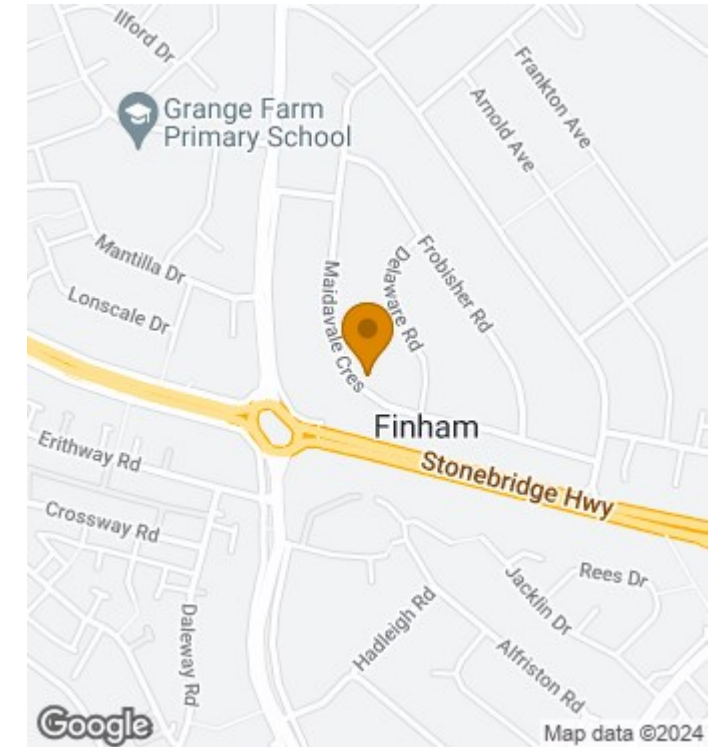 Ilford Dr
Frankton Ave
Arnold Ave
Grange Farm
Primary School
Mantilla Dr
Lonscale Dr
Maidavale Cres
Delaware Rd
Frobisher Rd
Finham
Stonebridge Hwy
Erithway Rd
Crossway Rd
Daleway Rd
Hadleigh Rd
Jacklin Dr
Rees Dr
Alfriston Rd
Google
Map data ©2024